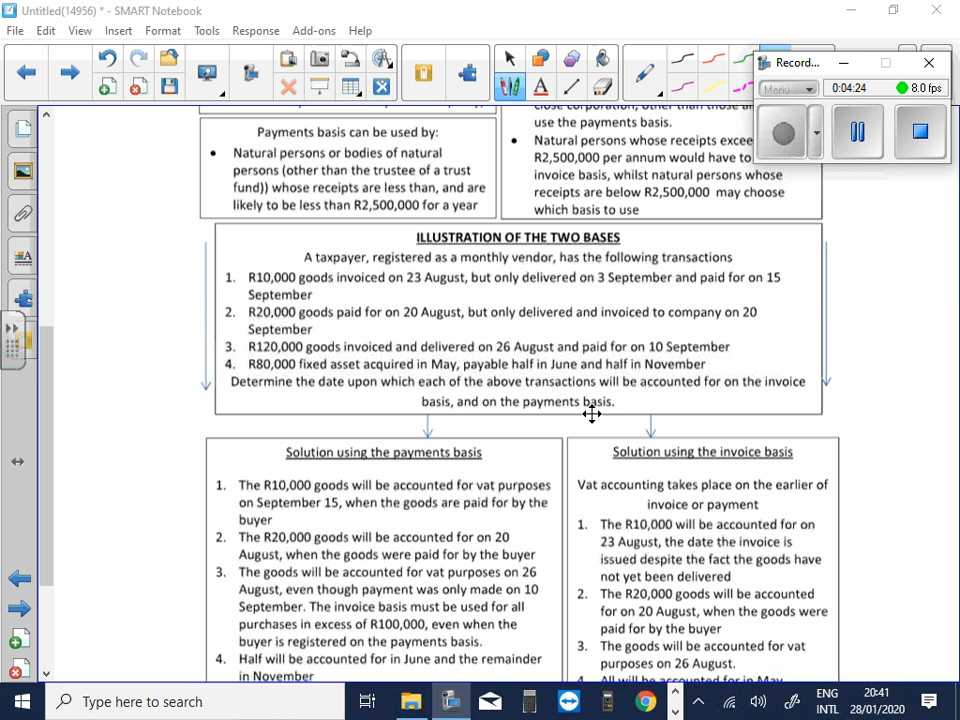 Untitled(14956) * - SMART Notebook
File Edit View Insert Format Tools Response Add-ons Help
Record...
Menu 0:04:24 8.0 fps
Payments basis can be used by:
• Natural persons or bodies of natural
persons (other than the trustee of a trust
fund)) whose receipts are less than, and are
likely to be less than R2,500,000 for a year
close corporation, other than those
use the payments basis.
• Natural persons whose receipts
R2,500,000 per annum would have to
invoice basis, whilst natural persons whose
receipts are below R2,500,000 may choose
which basis to use
ILLUSTRATION OF THE TWO BASES
A taxpayer, registered as a monthly vendor, has the following transactions
1. R10,000 goods invoiced on 23 August, but only delivered on 3 September and paid for on 15
September
2. R20,000 goods paid for on 20 August, but only delivered and invoiced to company on 20
September
3. R120,000 goods invoiced and delivered on 26 August and paid for on 10 September
4. R80,000 fixed asset acquired in May, payable half in June and half in November
Determine the date upon which each of the above transactions will be accounted for on the invoice
basis, and on the payments basis.
Solution using the payments basis
1. The R10,000 goods will be accounted for vat purposes
on September 15, when the goods are paid for by the
buyer
2. The R20,000 goods will be accounted for on 20
August, when the goods were paid for by the buyer
3. The goods will be accounted for vat purposes on 26
August, even though payment was only made on 10
September. The invoice basis must be used for all
purchases in excess of R100,000, even when the
buyer is registered on the payments basis.
4. Half will be accounted for in June and the remainder
in November
Solution using the invoice basis
Vat accounting takes place on the earlier of
invoice or payment
1. The R10,000 will be accounted for on
23 August, the date the invoice is
issued despite the fact the goods have
not yet been delivered
2. The R20,000 goods will be accounted
for on 20 August, when the goods were
paid for by the buyer
3. The goods will be accounted for vat
purposes on 26 August.
4. All will be accounted for in May
Type here to search
ENG
INTL
20:41
28/01/2020